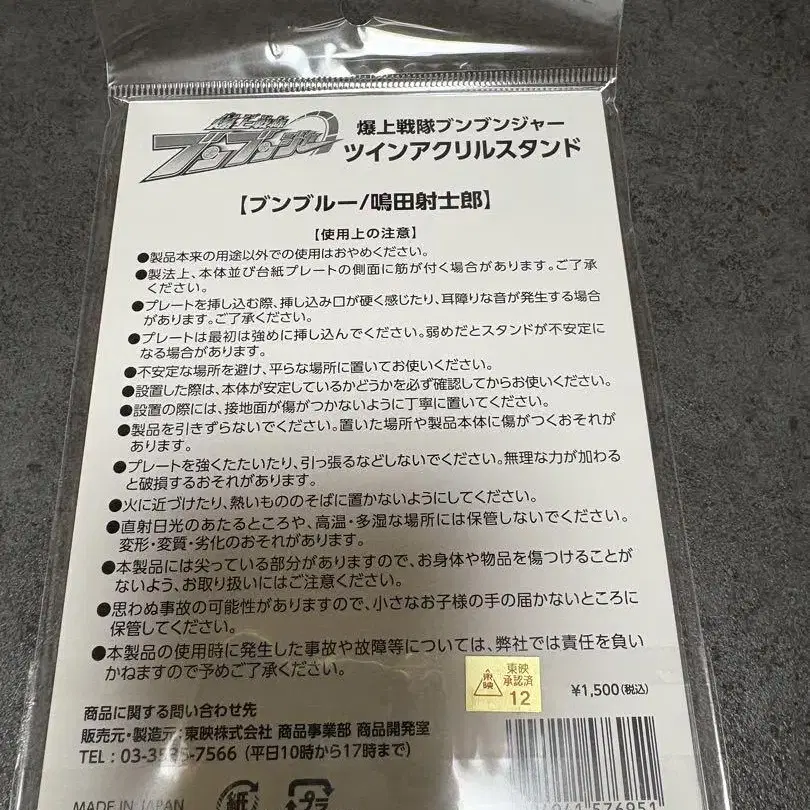 爆上戦隊
ブンブンジャー
爆上戦隊ブンブンジャー
ツインアクリルスタンド
【ブンブルー/鳴田射士郎】
【使用上の注意】
●製品本来の用途以外での使用はおやめください。
●製法上、本体並び台紙プレートの側面に筋が付く場合があります。ご了承
ください。
●プレートを挿し込む際、挿し込み口が硬く感じたり、耳障りな音が発生する場合
があります。ご了承ください。
●プレートは最初は強めに挿し込んでください。弱めだとスタンドが不安定に
なる場合があります。
●不安定な場所を避け、平らな場所に置いてお使いください。
●設置した際は、本体が安定しているかどうかを必ず確認してからお使いください。
●設置の際には、接地面が傷がつかないように丁寧に置いてください。
●製品を引きずらないでください。置いた場所や製品本体に傷がつくおそれが
あります。
●プレートを強くたたいたり、引っ張るなどしないでください。無理な力が加わる
と破損するおそれがあります。
●火に近づけたり、熱いもののそばに置かないようにしてください。
●直射日光のあたるところや、高温・多湿な場所には保管しないでください。
変形・変質・劣化のおそれがあります。
●本製品には尖っている部分がありますので、お身体や物品を傷つけることが
ないよう、お取り扱いにはご注意ください。
●思わぬ事故の可能性がありますので、小さなお子様の手の届かないところに
保管してください。
●本製品の使用時に発生した事故や故障等については、弊社では責任を負い
かねますので予めご了承ください。
東映
東映
承認済
12
¥1,500(税込)
商品に関する問い合わせ先
販売元・製造元:東映株式会社 商品事業部 商品開発室
TEL : 03-3535-7566 (平日10時から17時まで)
MADE IN JAPAN
紙
プラ